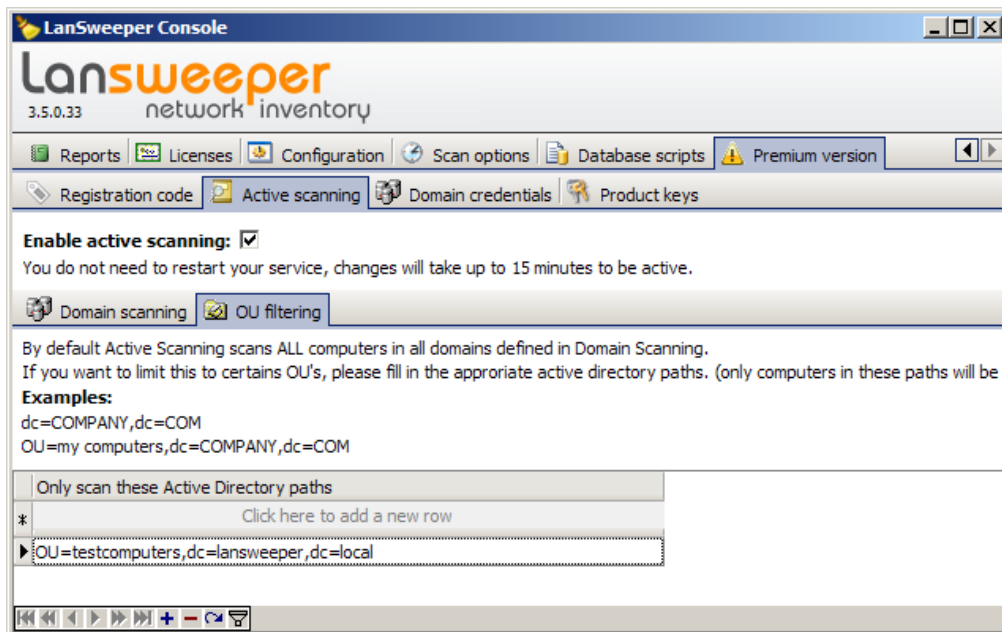 LanSweeper Console
Lansweeper
3.5.0.33 network inventory
Reports Licenses Configuration Scan options Database scripts Premium version
Registration code Active scanning Domain credentials Product keys
Enable active scanning:
You do not need to restart your service, changes will take up to 15 minutes to be active.
Domain scanning OU filtering
By default Active Scanning scans ALL computers in all domains defined in Domain Scanning.
If you want to limit this to certains OU's, please fill in the approriate active directory paths. (only computers in these paths will be
Examples:
dc=COMPANY,dc=COM
OU=my computers,dc=COMPANY,dc=COM
Only scan these Active Directory paths
Click here to add a new row
OU=testcomputers,dc=lansweeper,dc=local